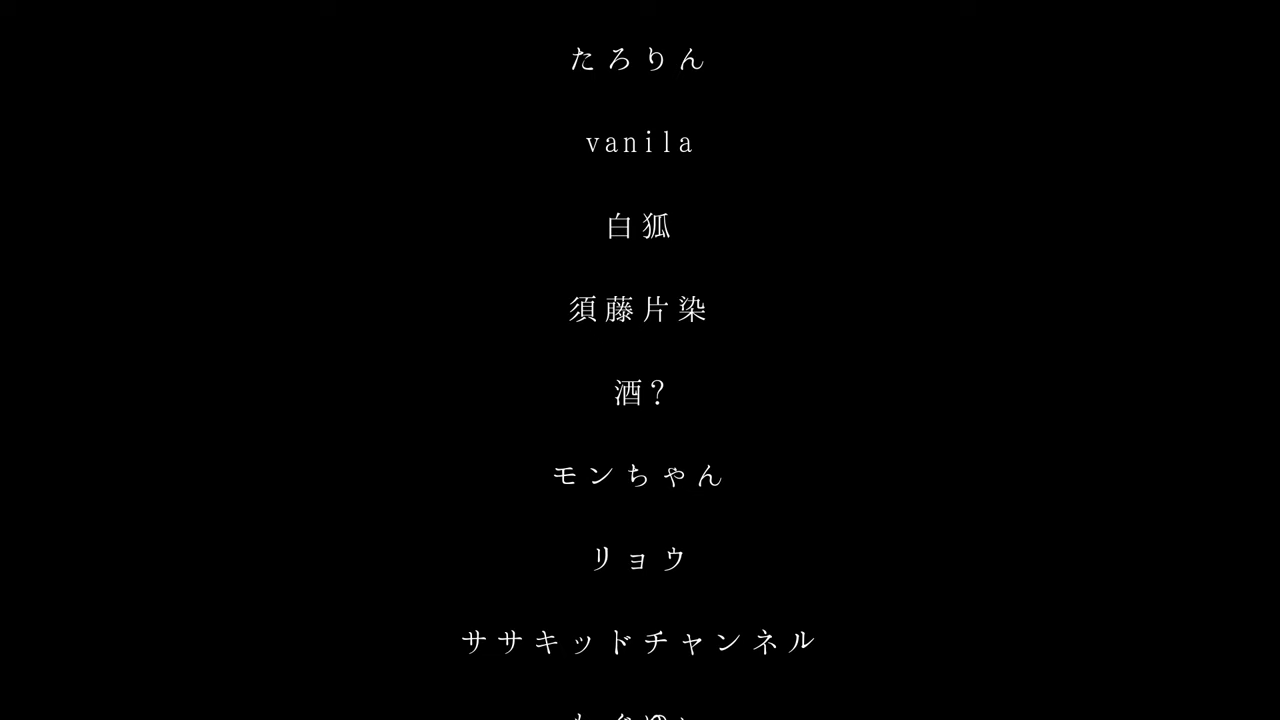 たろりん
vanila
白狐
須藤片染
酒？
モンちゃん
リョウ
ササキッドチャンネル